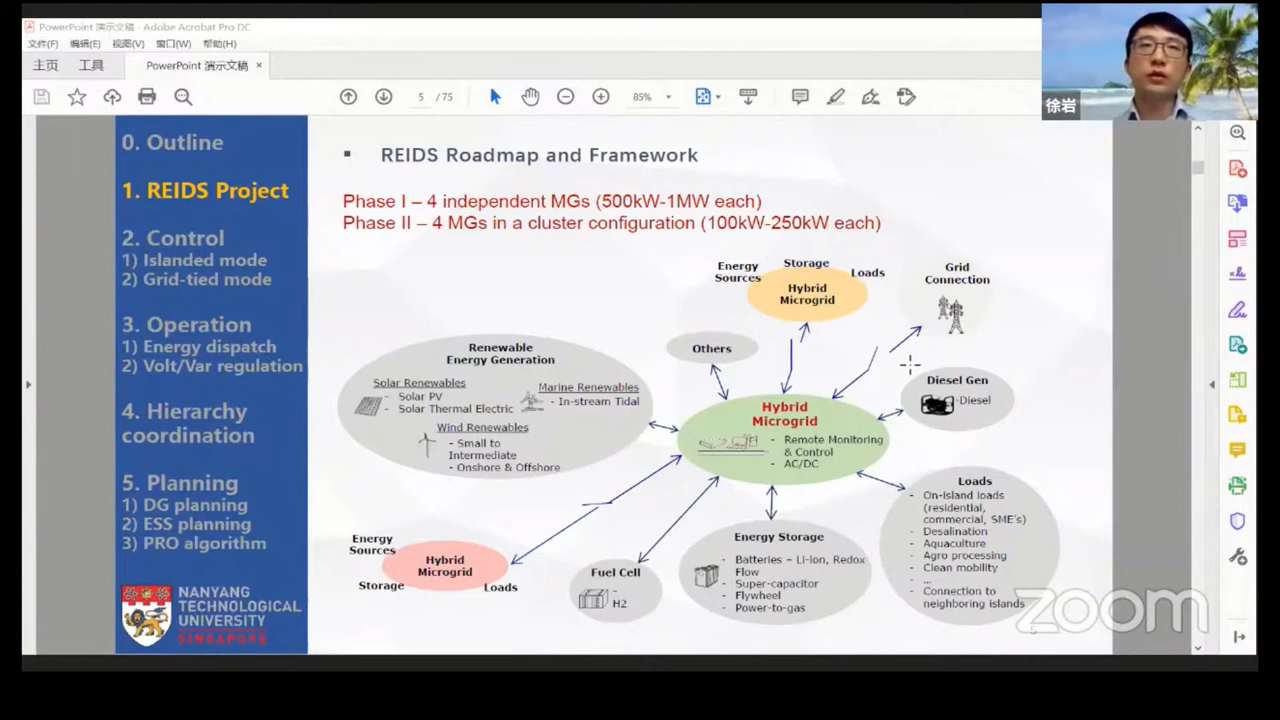 PowerPoint 演示文稿 - Adobe Acrobat Pro DC
文件(F) 编辑(E) 视图(V) 窗口(W) 帮助(H)
主页 工具 PowerPoint 演示文稿 ×
5 / 75 85%
徐岩
0. Outline
1. REIDS Project
2. Control
1) Islanded mode
2) Grid-tied mode
3. Operation
1) Energy dispatch
2) Volt/Var regulation
4. Hierarchy
coordination
5. Planning
1) DG planning
2) ESS planning
3) PRO algorithm
NANYANG
TECHNOLOGICAL
UNIVERSITY
SINGAPORE
▪ REIDS Roadmap and Framework
Phase I – 4 independent MGs (500kW-1MW each)
Phase II – 4 MGs in a cluster configuration (100kW-250kW each)
Energy
Sources
Storage
Loads
Hybrid
Microgrid
Grid
Connection
Others
Renewable
Energy Generation
Solar Renewables
- Solar PV
- Solar Thermal Electric
Marine Renewables
- In-stream Tidal
Wind Renewables
- Small to
Intermediate
- Onshore & Offshore
Diesel Gen
-Diesel
Hybrid
Microgrid
- Remote Monitoring
& Control
- AC/DC
Loads
- On-island loads
(residential,
commercial, SME's)
- Desalination
- Aquaculture
- Agro processing
- Clean mobility
- ...
- Connection to
neighboring islands
Energy Storage
- Batteries – Li-Ion, Redox
Flow
- Super-capacitor
- Flywheel
- Power-to-gas
Fuel Cell
-
H2
Energy
Sources
Hybrid
Microgrid
Storage
Loads
zoom